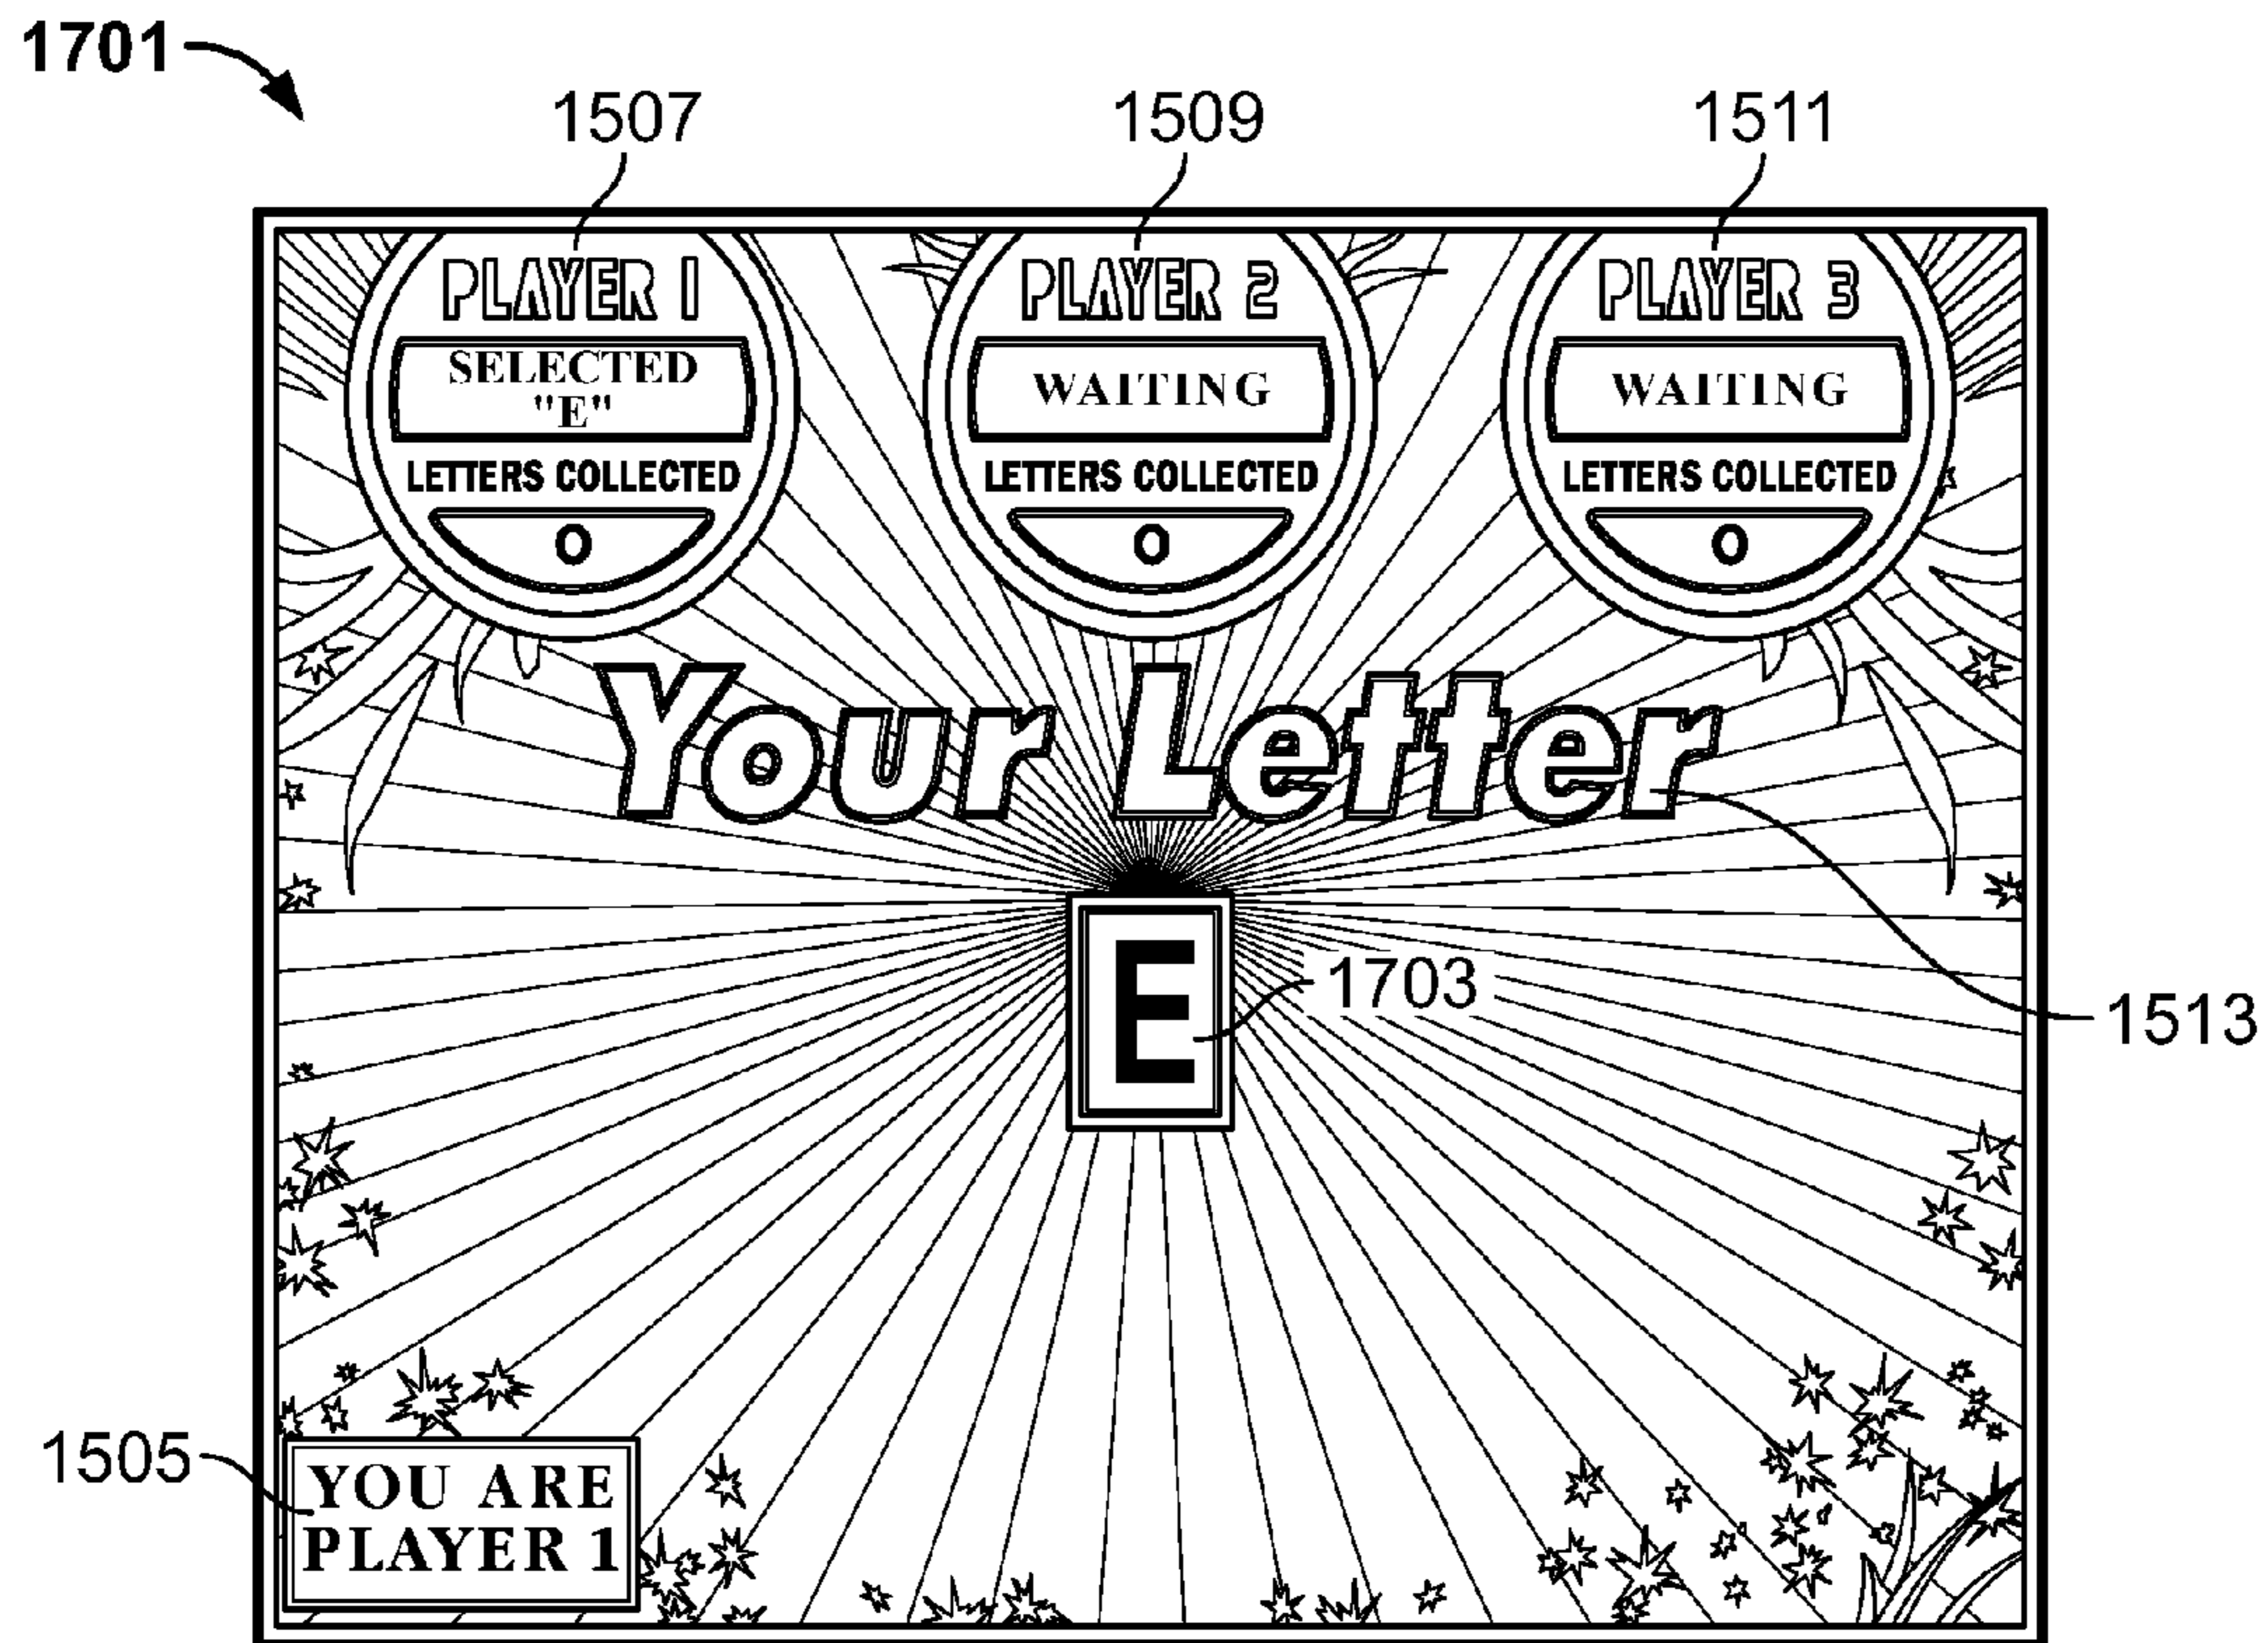 1701
1507
1509
1511
PLAYER 1
PLAYER 2
PLAYER 3
SELECTED
"E"
WAITING
WAITING
LETTERS COLLECTED
LETTERS COLLECTED
LETTERS COLLECTED
0
0
0
Your Letter
E
1703
1513
1505
YOU ARE
PLAYER 1